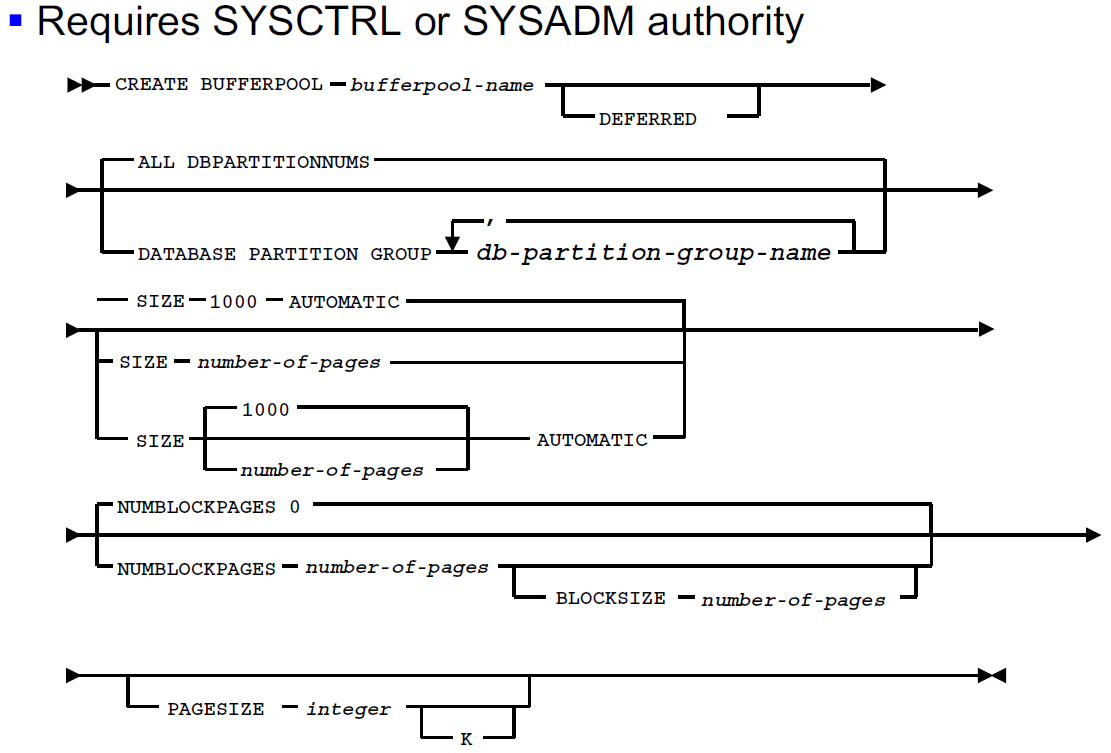 Requires SYSCTRL or SYSADM authority
CREATE BUFFERPOOL bufferpool-name
DEFERRED
ALL DBPARTITIONNUMS
,
DATABASE PARTITION GROUP db-partition-group-name
SIZE 1000 AUTOMATIC
SIZE number-of-pages
1000
SIZE AUTOMATIC
number-of-pages
NUMBLOCKPAGES 0
NUMBLOCKPAGES number-of-pages
BLOCKSIZE number-of-pages
PAGESIZE integer
K